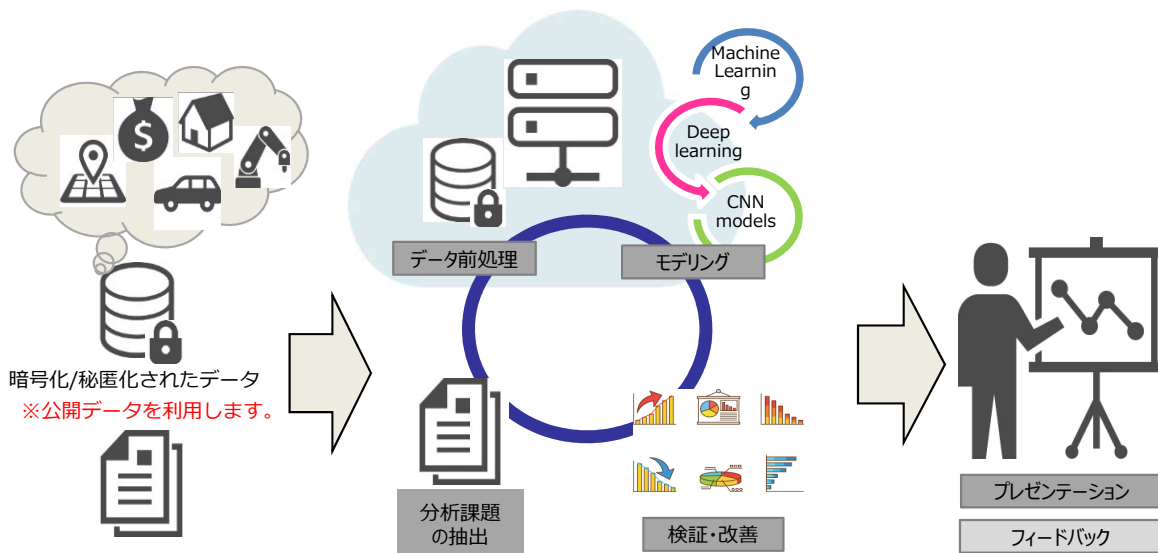 $
暗号化/秘匿化されたデータ
※公開データを利用します。
Machine
Learnin
g
Deep
learning
CNN
models
データ前処理
モデリング
分析課題
の抽出
検証・改善
プレゼンテーション
フィードバック